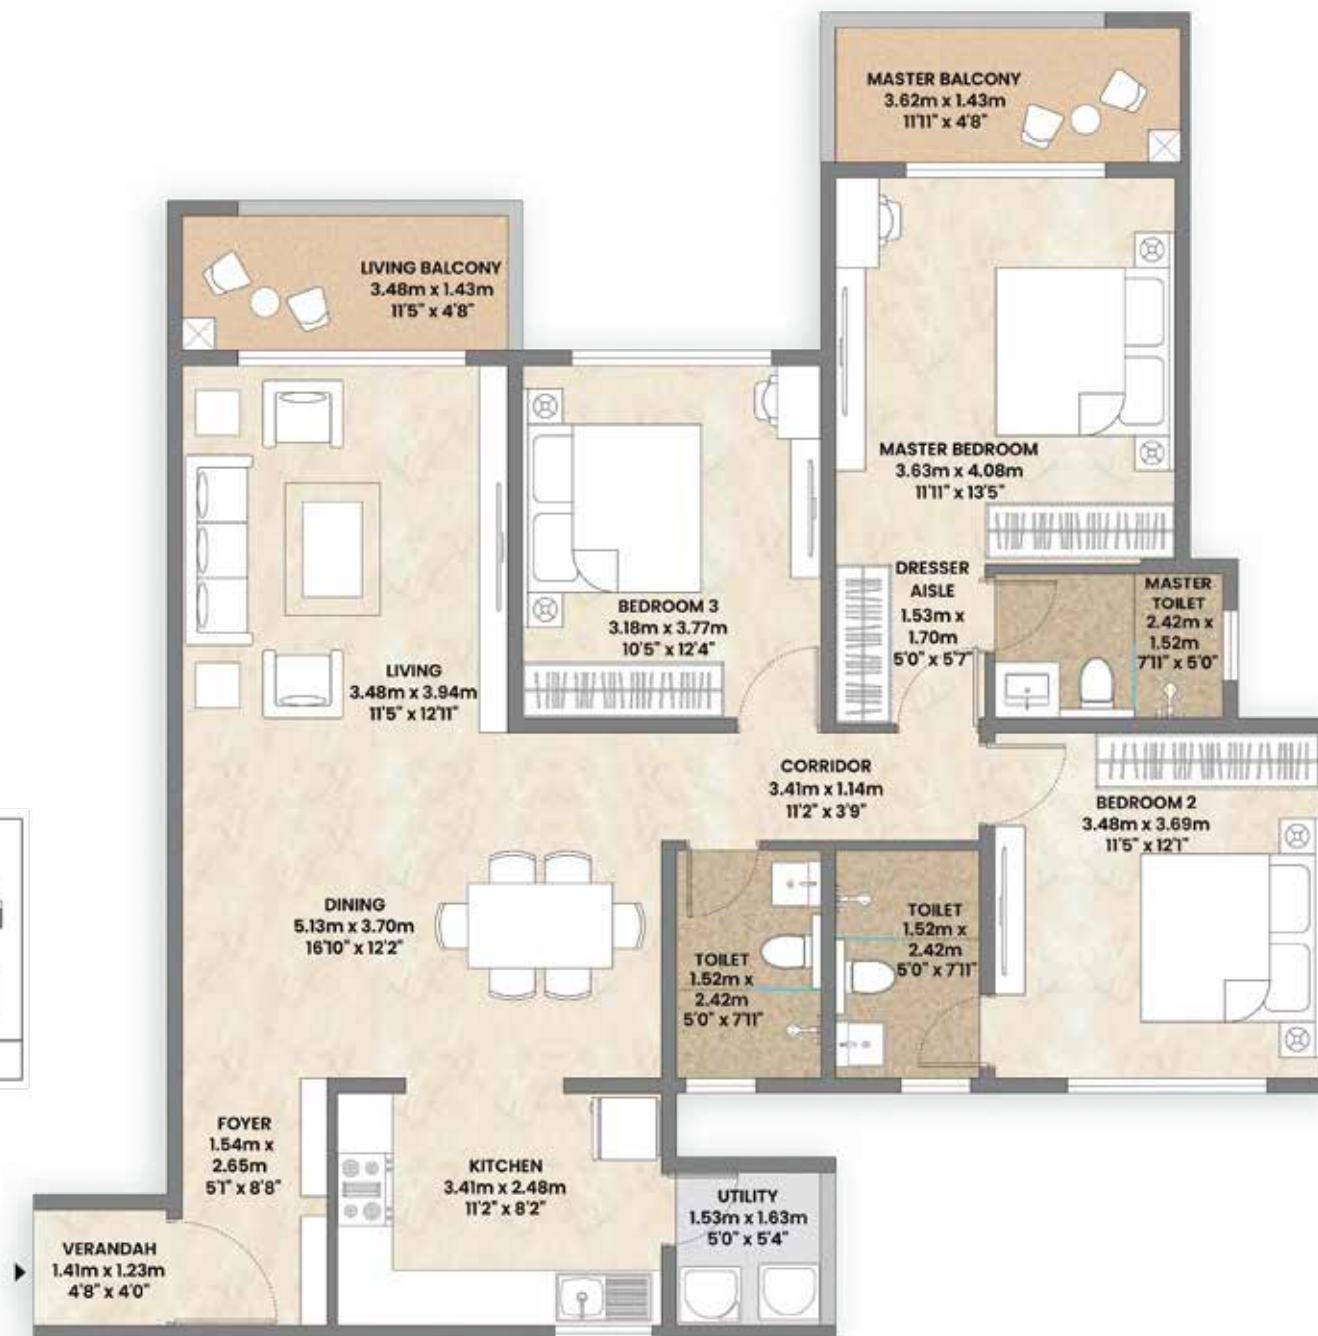 MASTER BALCONY
3.62m x 1.43m
11'11" x 4'8"
LIVING BALCONY
3.48m x 1.43m
11'5" x 4'8"
MASTER BEDROOM
3.63m x 4.08m
11'11" x 13'5"
DRESSER
AISLE
1.53m x
1.70m
5'0" x 5'7"
MASTER
TOILET
2.42m x
1.52m
7'11" x 5'0"
BEDROOM 3
3.18m x 3.77m
10'5" x 12'4"
LIVING
3.48m x 3.94m
11'5" x 12'11"
CORRIDOR
3.41m x 1.14m
11'2" x 3'9"
BEDROOM 2
3.48m x 3.69m
11'5" x 12'1"
DINING
5.13m x 3.70m
16'10" x 12'2"
TOILET
1.52m x
2.42m
5'0" x 7'11"
TOILET
1.52m x
2.42m
5'0" x 7'11"
FOYER
1.54m x
2.65m
5'1" x 8'8"
KITCHEN
3.41m x 2.48m
11'2" x 8'2"
UTILITY
1.53m x 1.63m
5'0" x 5'4"
VERANDAH
1.41m x 1.23m
4'8" x 4'0"